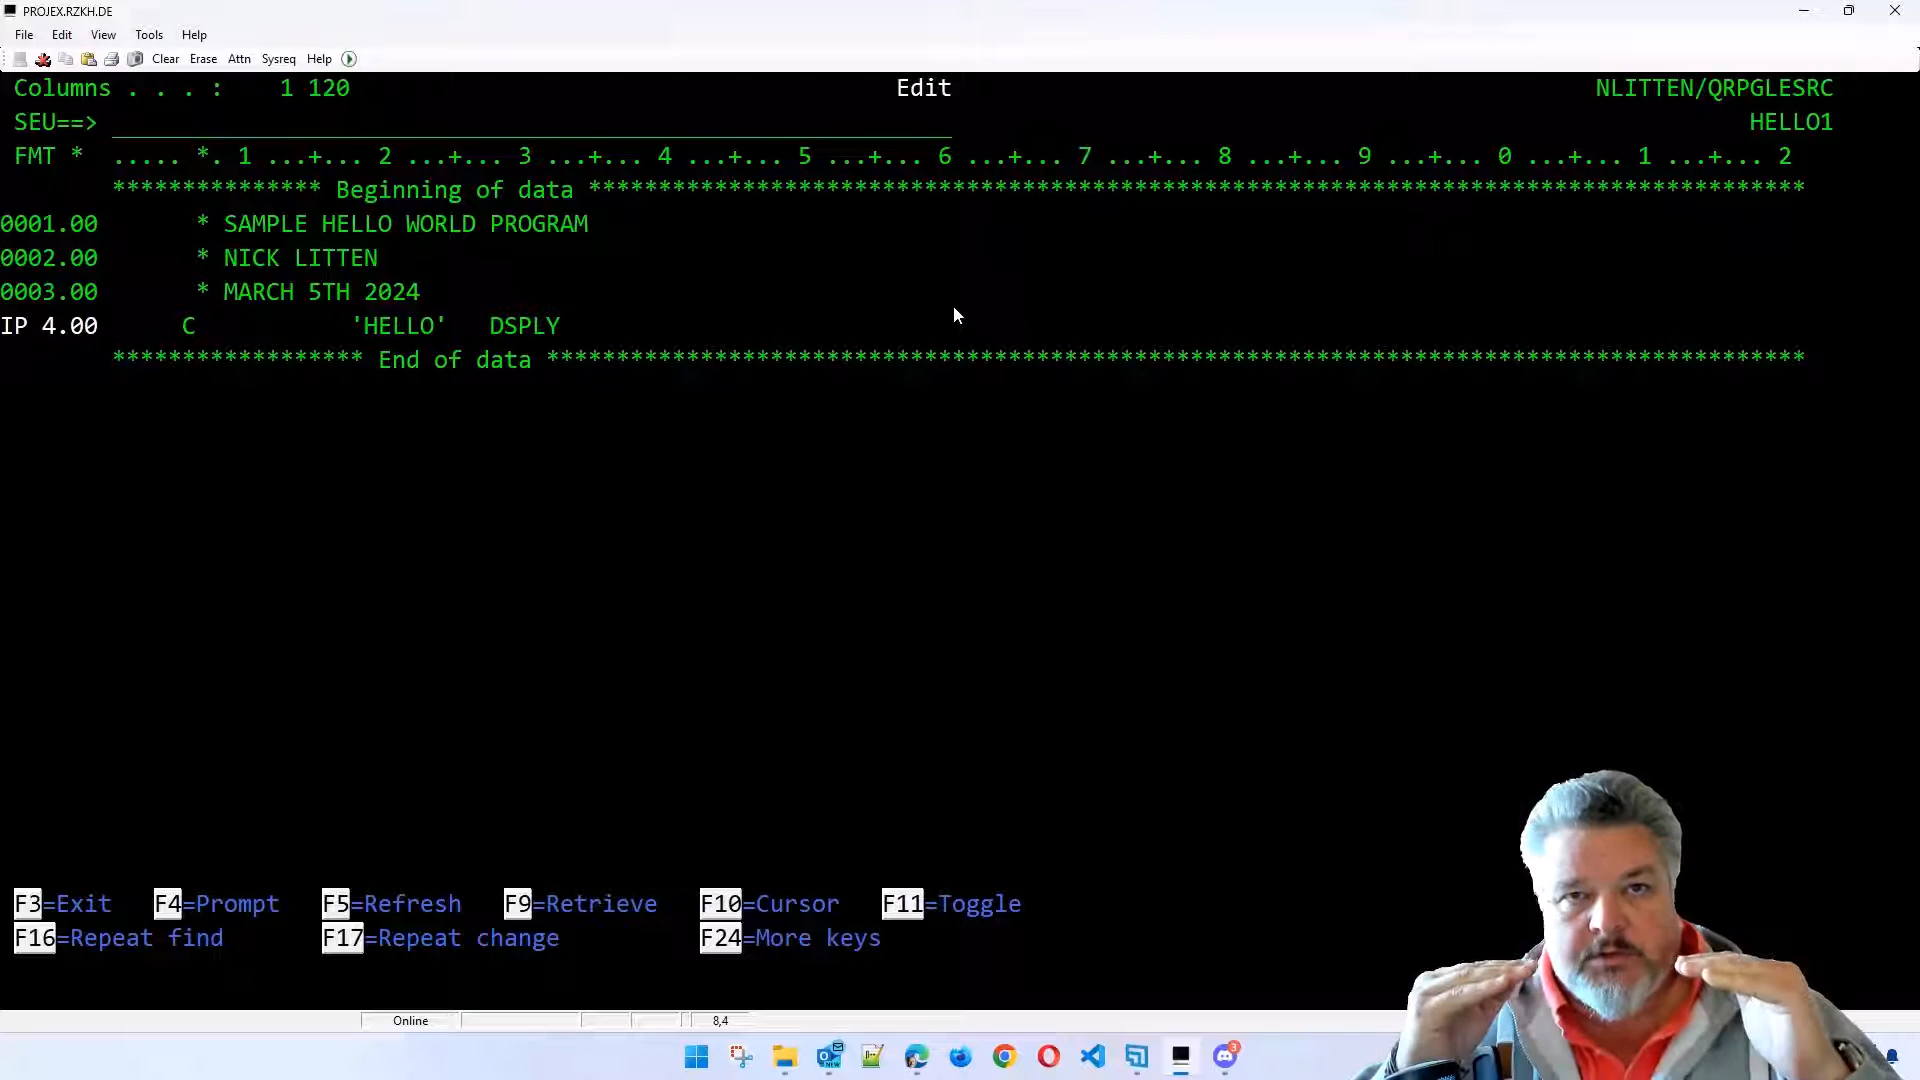 PROJEX.RZKH.DE
File Edit View Tools Help
Clear Erase Attn Sysreq Help
Columns . . . : 1 120 Edit NLITTEN/QRPGLESRC
SEU==> HELLO1
FMT * ..... *. 1 ...+... 2 ...+... 3 ...+... 4 ...+... 5 ...+... 6 ...+... 7 ...+... 8 ...+... 9 ...+... 0 ...+... 1 ...+... 2
*************** Beginning of data ***************************************************************************************
0001.00 * SAMPLE HELLO WORLD PROGRAM
0002.00 * NICK LITTEN
0003.00 * MARCH 5TH 2024
IP 4.00 C 'HELLO' DSPLY
****************** End of data ******************************************************************************************
F3=Exit F4=Prompt F5=Refresh F9=Retrieve F10=Cursor F11=Toggle
F16=Repeat find F17=Repeat change F24=More keys
Online 8,4
NEW 3